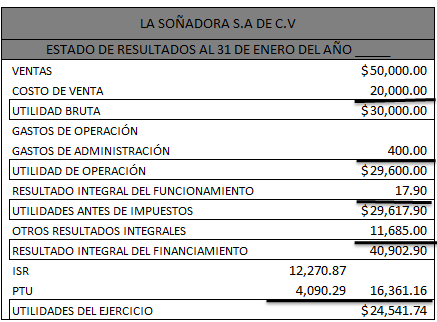 LA SOÑADORA S.A DE C.V
ESTADO DE RESULTADOS AL 31 DE ENERO DEL AÑO _____
VENTAS $50,000.00
COSTO DE VENTA 20,000.00
UTILIDAD BRUTA $30,000.00
GASTOS DE OPERACIÓN
GASTOS DE ADMINISTRACIÓN 400.00
UTILIDAD DE OPERACIÓN $29,600.00
RESULTADO INTEGRAL DEL FUNCIONAMIENTO 17.90
UTILIDADES ANTES DE IMPUESTOS $29,617.90
OTROS RESULTADOS INTEGRALES 11,685.00
RESULTADO INTEGRAL DEL FINANCIAMIENTO 40,902.90
ISR 12,270.87
PTU 4,090.29 16,361.16
UTILIDADES DEL EJERCICIO $24,541.74